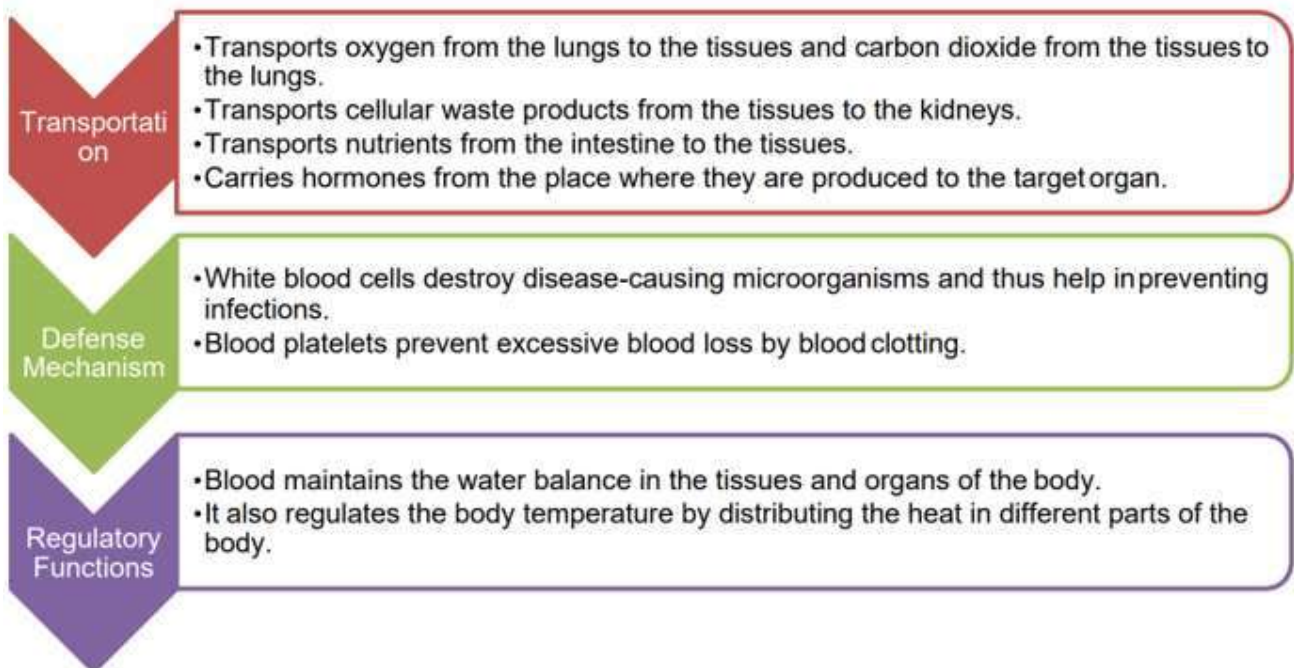 Transportati
on
•Transports oxygen from the lungs to the tissues and carbon dioxide from the tissues to
the lungs.
•Transports cellular waste products from the tissues to the kidneys.
•Transports nutrients from the intestine to the tissues.
•Carries hormones from the place where they are produced to the target organ.
Defense
Mechanism
•White blood cells destroy disease-causing microorganisms and thus help in preventing
infections.
•Blood platelets prevent excessive blood loss by blood clotting.
Regulatory
Functions
•Blood maintains the water balance in the tissues and organs of the body.
•It also regulates the body temperature by distributing the heat in different parts of the
body.